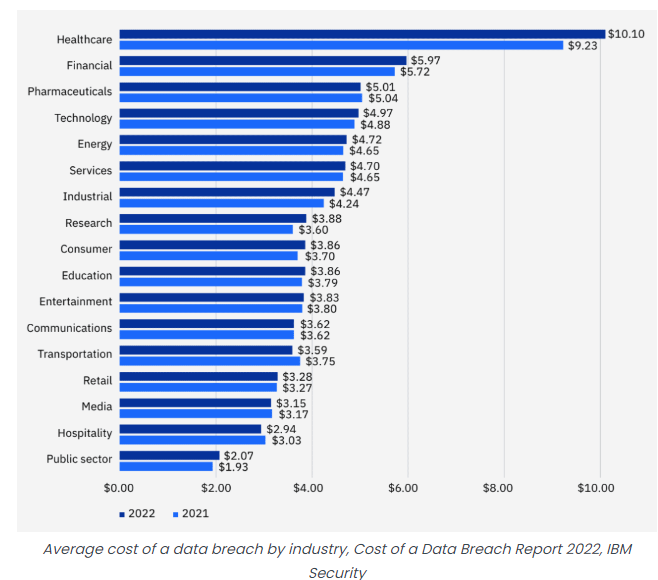 Healthcare $10.10
$9.23
Financial $5.97
$5.72
Pharmaceuticals $5.01
$5.04
Technology $4.97
$4.88
Energy $4.72
$4.65
Services $4.70
$4.65
Industrial $4.47
$4.24
Research $3.88
$3.60
Consumer $3.86
$3.70
Education $3.86
$3.79
Entertainment $3.83
$3.80
Communications $3.62
$3.62
Transportation $3.59
$3.75
Retail $3.28
$3.27
Media $3.15
$3.17
Hospitality $2.94
$3.03
Public sector $2.07
$1.93
$0.00 $2.00 $4.00 $6.00 $8.00 $10.00
2022 2021
Average cost of a data breach by industry, Cost of a Data Breach Report 2022, IBM
Security